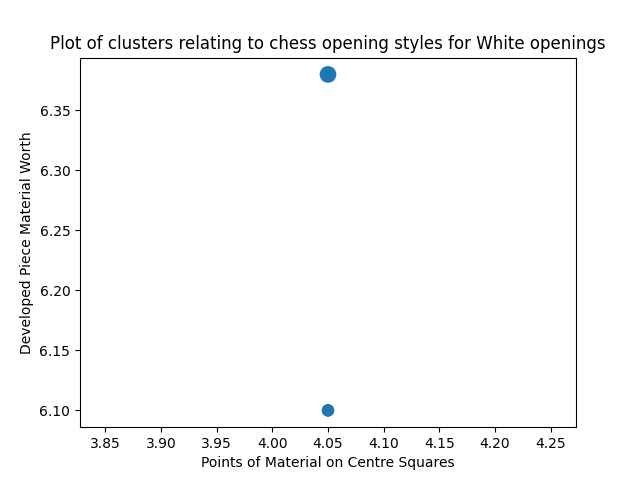 Plot of clusters relating to chess opening styles for White openings
Developed Piece Material Worth
6.35
6.30
6.25
6.20
6.15
6.10
3.85 3.90 3.95 4.00 4.05 4.10 4.15 4.20 4.25
Points of Material on Centre Squares